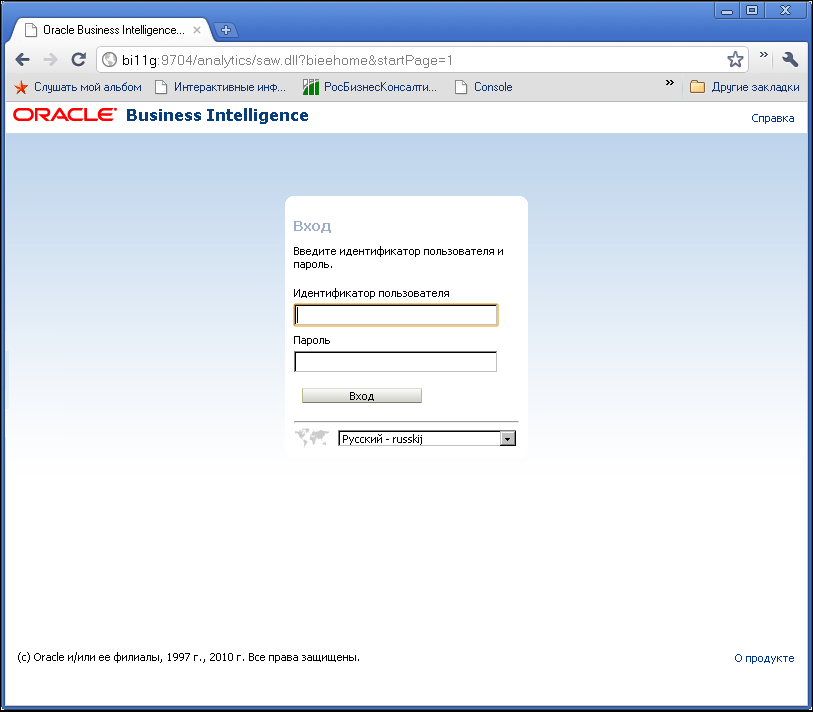 Oracle Business Intelligence...
bi11g:9704/analytics/saw.dll?bieehome&startPage=1
Слушать мой альбом Интерактивные инф... РосБизнесКонсалти... Console » Другие закладки
ORACLE Business Intelligence
Справка
Вход
Введите идентификатор пользователя и
пароль.
Идентификатор пользователя
Пароль
Вход
Русский - russkij
(c) Oracle и/или ее филиалы, 1997 г., 2010 г. Все права защищены.
О продукте